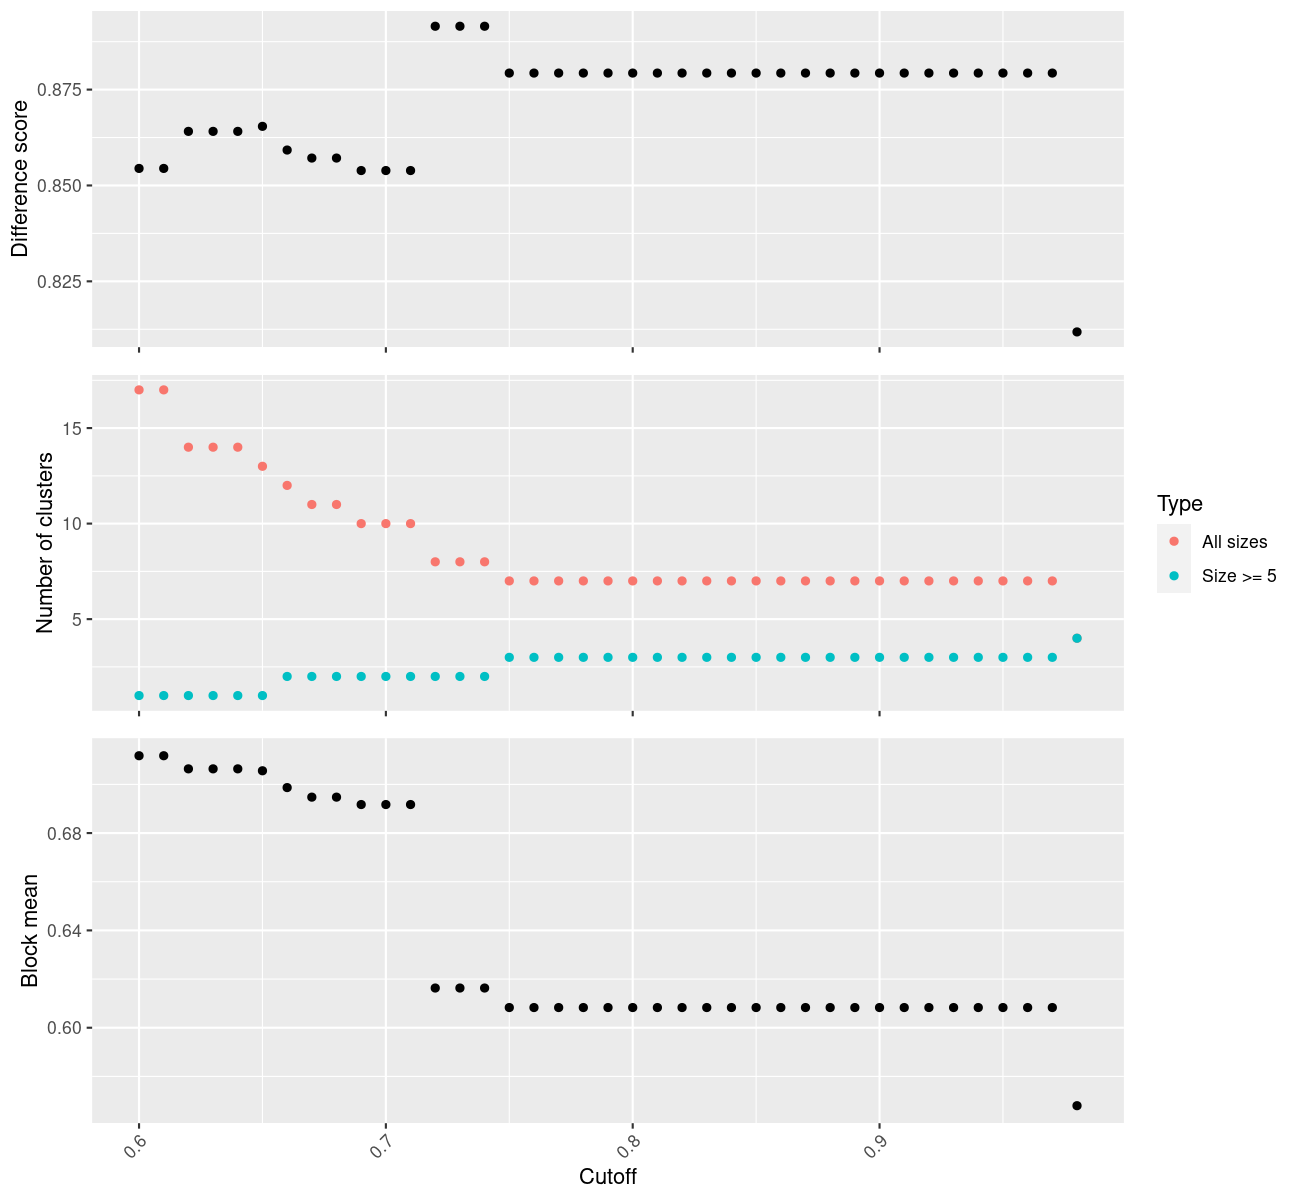 Difference score
0.875
0.850
0.825
Number of clusters
15
10
5
Type
All sizes
Size >= 5
Block mean
0.68
0.64
0.60
0.6
0.7
0.8
0.9
Cutoff